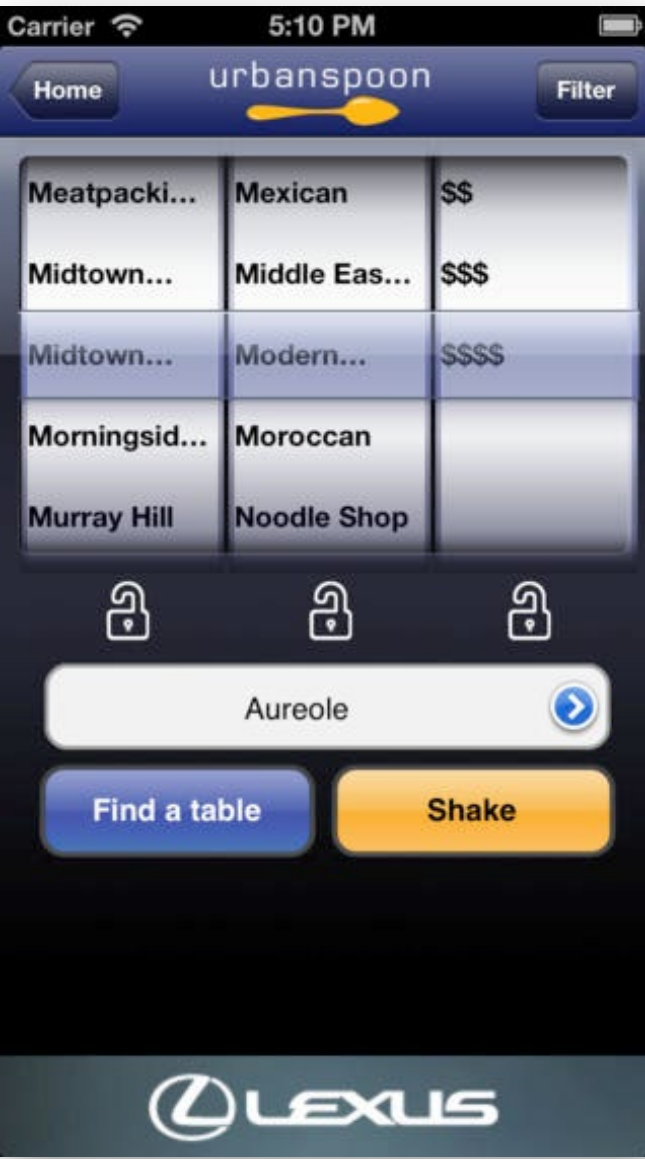 Carrier 5:10 PM
Home urbanspoon Filter
Meatpacki... Mexican $$
Midtown... Middle Eas... $$$
Midtown... Modern... $$$$
Morningsid... Moroccan
Murray Hill Noodle Shop
Aureole
Find a table Shake
LEXUS